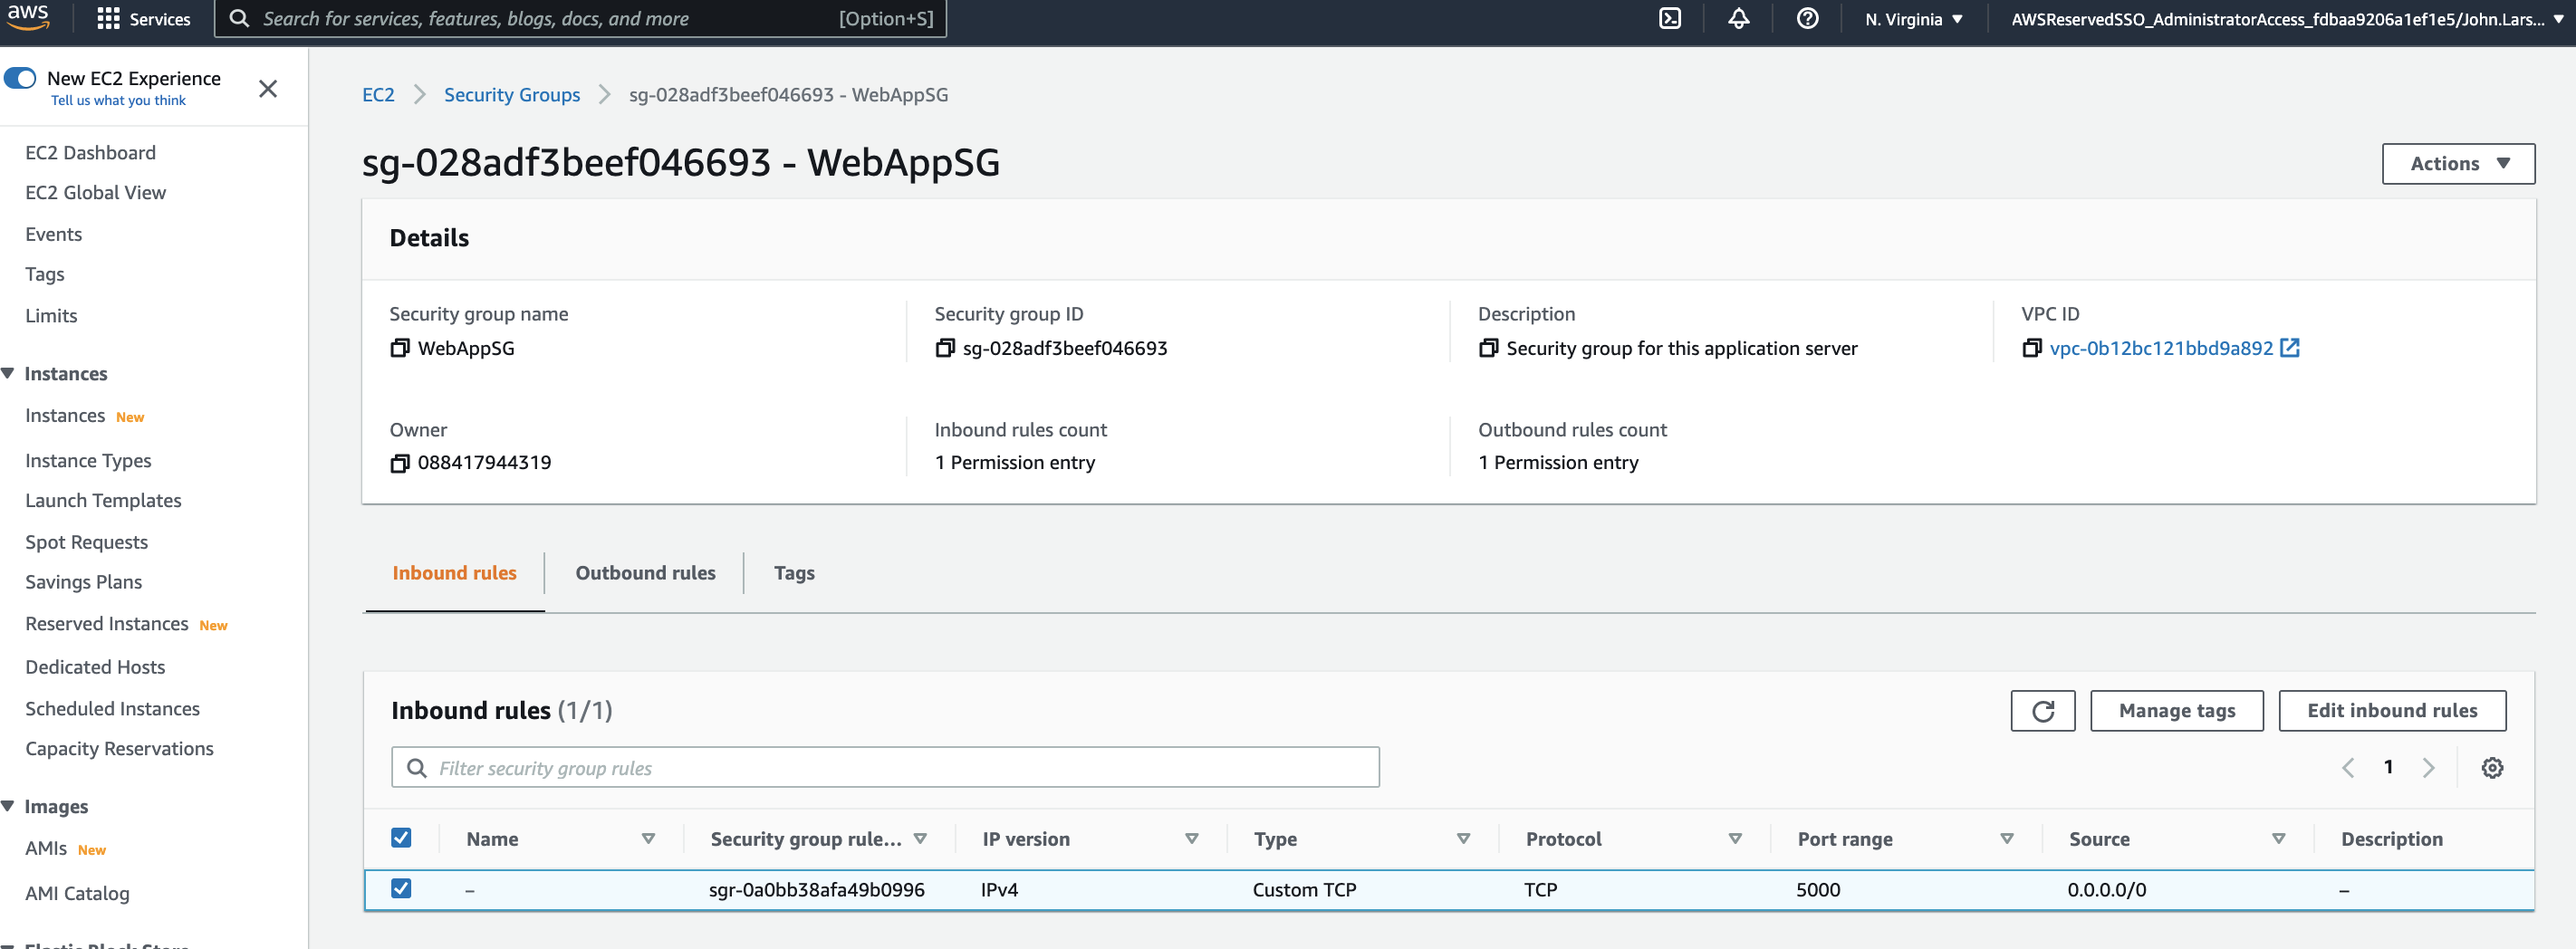 aws Services Search for services, features, blogs, docs, and more [Option+S] N. Virginia AWSReservedSSO_AdministratorAccess_fdbaa9206a1ef1e5/John.Lars...
New EC2 Experience
Tell us what you think
EC2 Dashboard
EC2 Global View
Events
Tags
Limits
Instances
Instances New
Instance Types
Launch Templates
Spot Requests
Savings Plans
Reserved Instances New
Dedicated Hosts
Scheduled Instances
Capacity Reservations
Images
AMIs New
AMI Catalog
Elastic Block Store
EC2 Security Groups sg-028adf3beef046693 - WebAppSG
sg-028adf3beef046693 - WebAppSG
Actions
Details
Security group name
WebAppSG
Security group ID
sg-028adf3beef046693
Description
Security group for this application server
VPC ID
vpc-0b12bc121bbd9a892
Owner
088417944319
Inbound rules count
1 Permission entry
Outbound rules count
1 Permission entry
Inbound rules Outbound rules Tags
Inbound rules (1/1)
Manage tags Edit inbound rules
Filter security group rules
1
Name Security group rule... IP version Type Protocol Port range Source Description
– sgr-0a0bb38afa49b0996 IPv4 Custom TCP TCP 5000 0.0.0.0/0 –